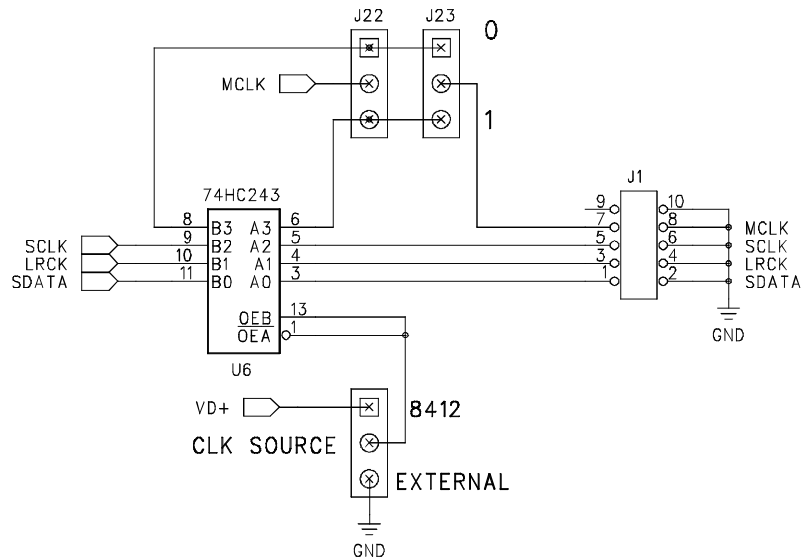 J22 J23
0
MCLK
1
74HC243
J1
8 B3 A3 6
9 10
7 8 MCLK
SCLK 9 B2 A2 5
5 6 SCLK
LRCK 10 B1 A1 4
3 4 LRCK
SDATA 11 B0 A0 3
1 2 SDATA
OEB 13
OEA 1
GND
U6
VD+
8412
CLK SOURCE
EXTERNAL
GND